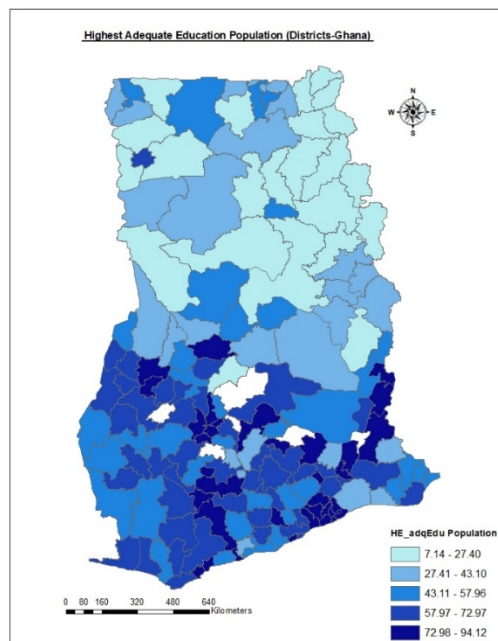 Highest Adequate Education Population (Districts-Ghana)
N
W E
S
HE_adqEdu Population
7.14 - 27.40
27.41 - 43.10
43.11 - 57.96
57.97 - 72.97
72.98 - 94.12
0 80 160 320 480 640
Kilometers